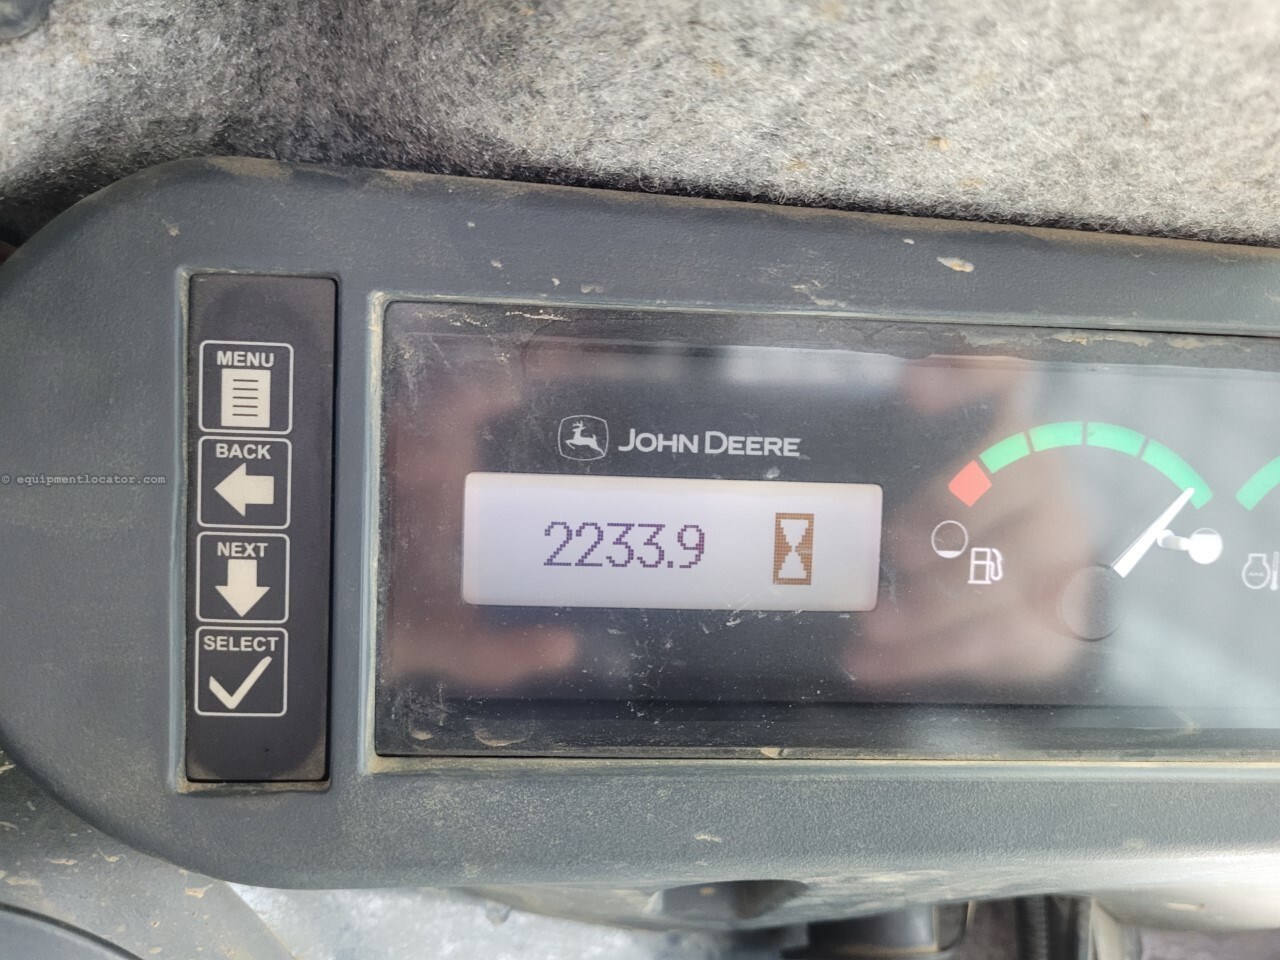 MENU
BACK
© equipmentlocator.com
NEXT
SELECT
JOHN DEERE
2233.9